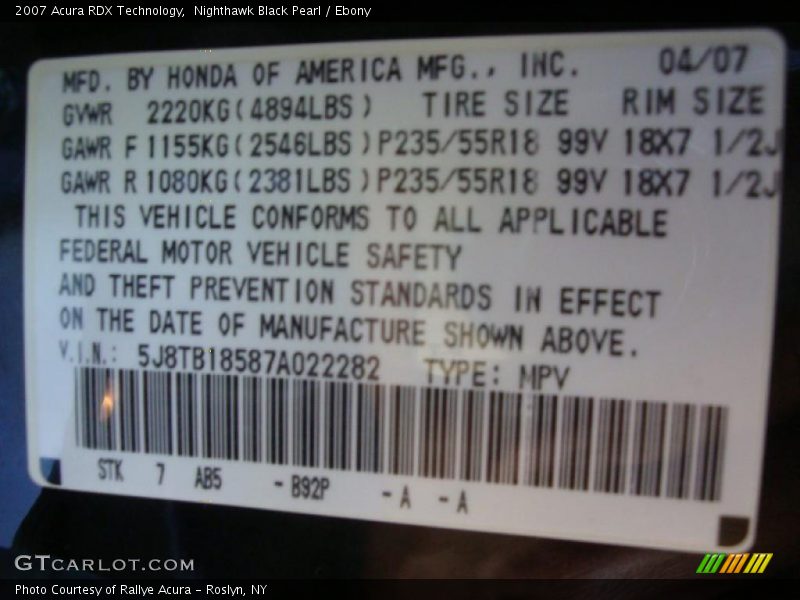 2007 Acura RDX Technology,  Nighthawk Black Pearl / Ebony
MFD. BY HONDA OF AMERICA MFG., INC. 04/07
GVWR 2220KG(4894LBS) TIRE SIZE RIM SIZE
GAWR F 1155KG(2546LBS)P235/55R18 99V 18X7 1/2J
GAWR R 1080KG(2381LBS)P235/55R18 99V 18X7 1/2J
THIS VEHICLE CONFORMS TO ALL APPLICABLE
FEDERAL MOTOR VEHICLE SAFETY
AND THEFT PREVENTION STANDARDS IN EFFECT
ON THE DATE OF MANUFACTURE SHOWN ABOVE.
V.I.N.: 5J8TB18587A022282 TYPE: MPV
STK 7 AB5 - B92P - A - A
GTCARLOT.COM
Photo Courtesy of Rallye Acura - Roslyn, NY